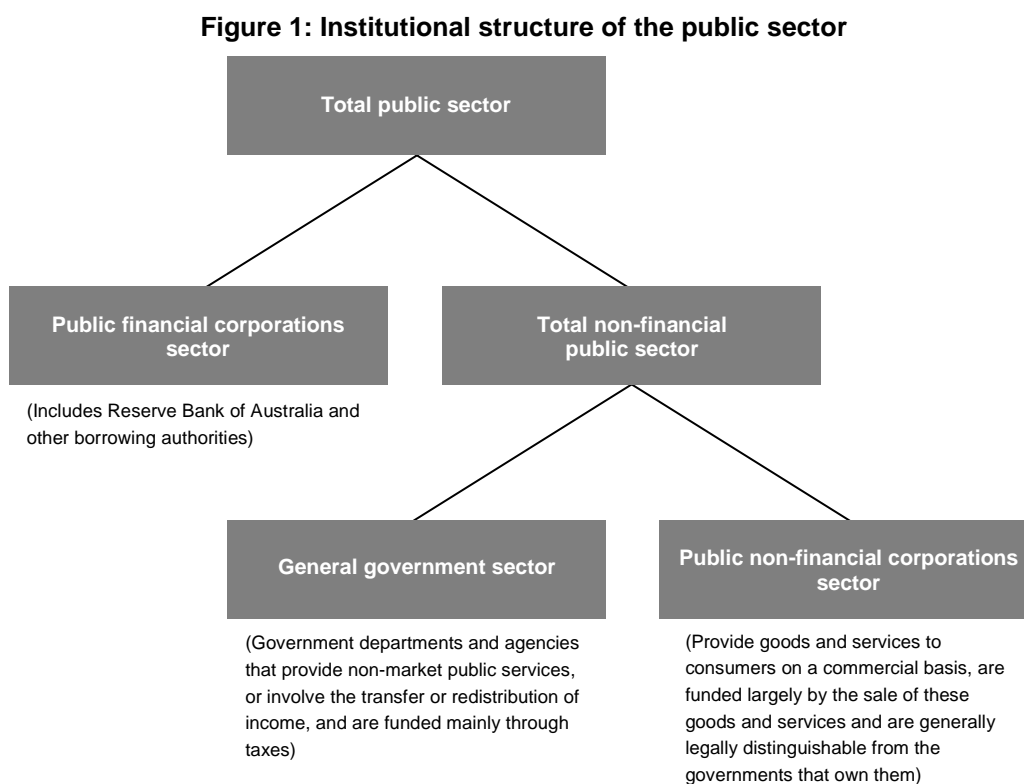 Figure 1: Institutional structure of the public sector
Total public sector
Public financial corporations
sector
(Includes Reserve Bank of Australia and
other borrowing authorities)
Total non-financial
public sector
General government sector
(Government departments and agencies
that provide non-market public services,
or involve the transfer or redistribution of
income, and are funded mainly through
taxes)
Public non-financial corporations
sector
(Provide goods and services to
consumers on a commercial basis, are
funded largely by the sale of these
goods and services and are generally
legally distinguishable from the
governments that own them)